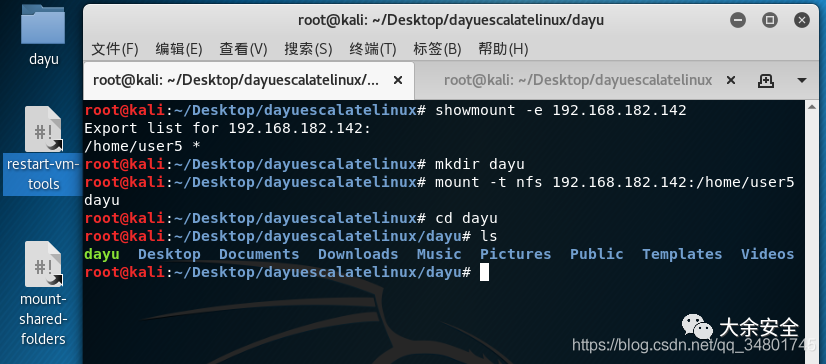 dayu
restart-vm-
tools
mount-
shared-
folders
root@kali: ~/Desktop/dayuescalatelinux/dayu
文件(F) 编辑(E) 查看(V) 搜索(S) 终端(T) 标签(B) 帮助(H)
root@kali: ~/Desktop/dayuescalatelinux/... × root@kali: ~/Desktop/dayuescalatelinux ×
root@kali:~/Desktop/dayuescalatelinux# showmount -e 192.168.182.142
Export list for 192.168.182.142:
/home/user5 *
root@kali:~/Desktop/dayuescalatelinux# mkdir dayu
root@kali:~/Desktop/dayuescalatelinux# mount -t nfs 192.168.182.142:/home/user5
dayu
root@kali:~/Desktop/dayuescalatelinux# cd dayu
root@kali:~/Desktop/dayuescalatelinux/dayu# ls
dayu Desktop Documents Downloads Music Pictures Public Templates Videos
root@kali:~/Desktop/dayuescalatelinux/dayu#
大余安全
https://blog.csdn.net/qq_34801745